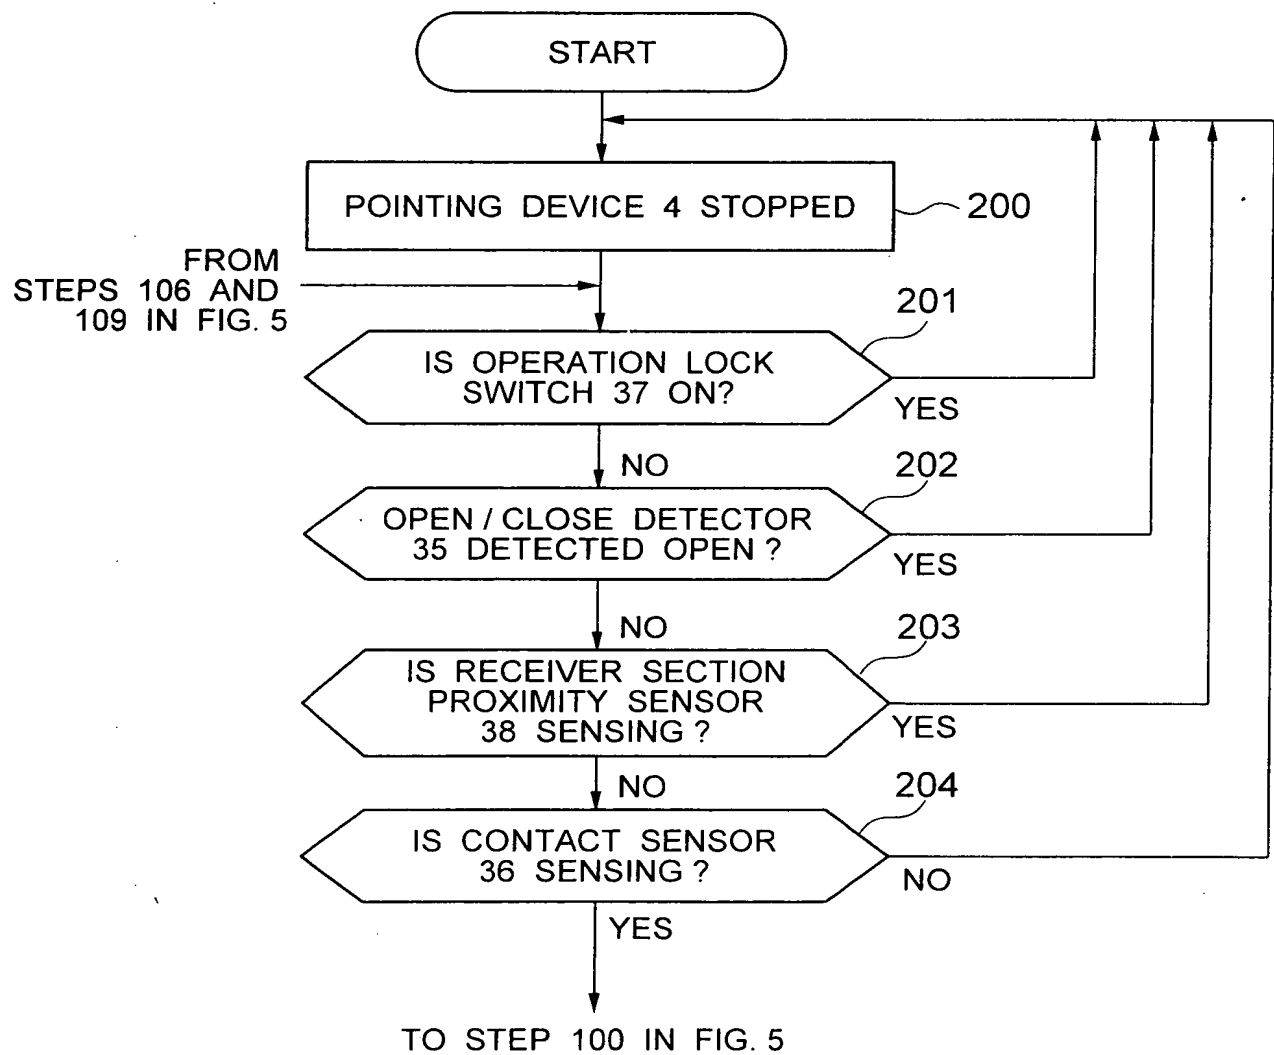 START
POINTING DEVICE 4 STOPPED
200
FROM
STEPS 106 AND
109 IN FIG. 5
201
IS OPERATION LOCK
SWITCH 37 ON?
YES
NO
202
OPEN / CLOSE DETECTOR
35 DETECTED OPEN ?
YES
NO
203
IS RECEIVER SECTION
PROXIMITY SENSOR
38 SENSING ?
YES
NO
204
IS CONTACT SENSOR
36 SENSING ?
NO
YES
TO STEP 100 IN FIG. 5